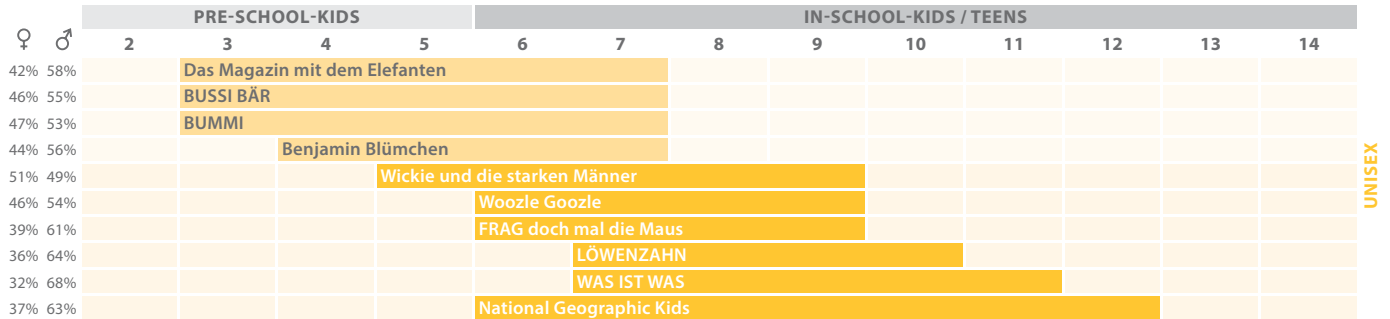 PRE-SCHOOL-KIDS IN-SCHOOL-KIDS / TEENS
♀ ♂ 2 3 4 5 6 7 8 9 10 11 12 13 14
42% 58% Das Magazin mit dem Elefanten
46% 55% BUSSI BÄR
47% 53% BUMMI
44% 56% Benjamin Blümchen
51% 49% Wickie und die starken Männer
46% 54% Woozle Goozle
39% 61% FRAG doch mal die Maus
36% 64% LÖWENZAHN
32% 68% WAS IST WAS
37% 63% National Geographic Kids
UNISEX